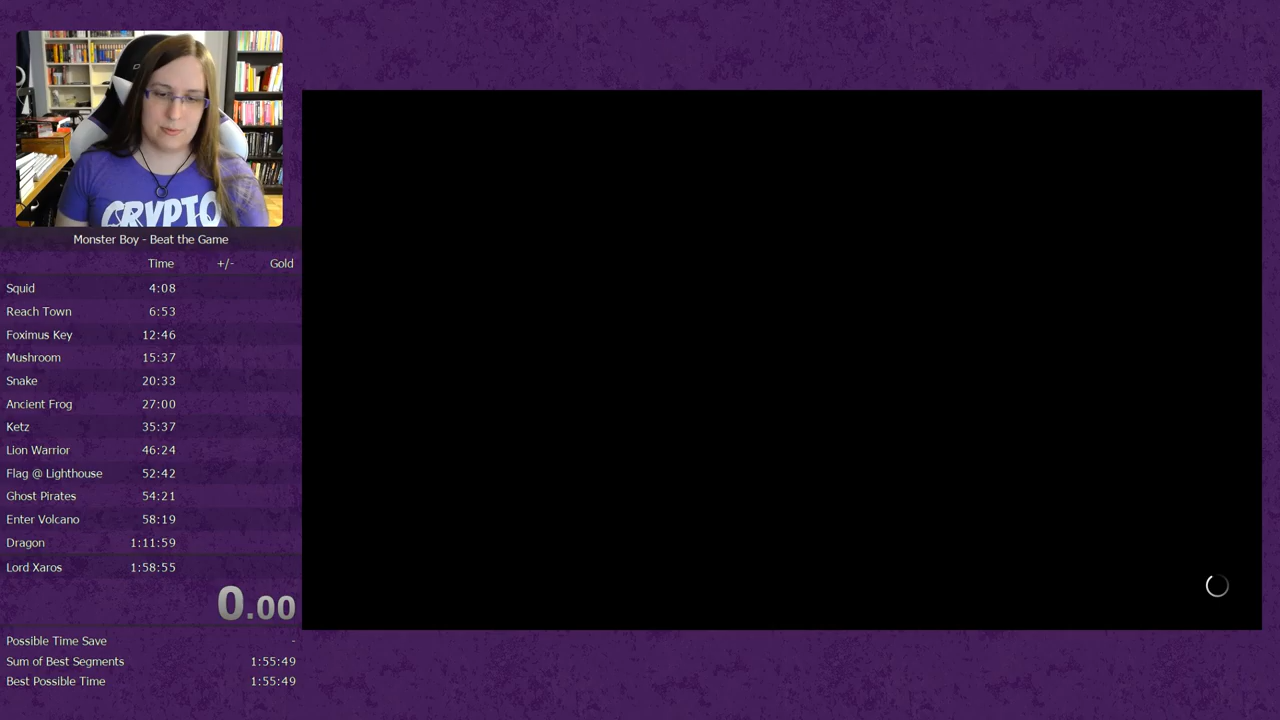 CRYPTO
Monster Boy - Beat the Game
Time +/- Gold
Squid 4:08
Reach Town 6:53
Foximus Key 12:46
Mushroom 15:37
Snake 20:33
Ancient Frog 27:00
Ketz 35:37
Lion Warrior 46:24
Flag @ Lighthouse 52:42
Ghost Pirates 54:21
Enter Volcano 58:19
Dragon 1:11:59
Lord Xaros 1:58:55
0.00
Possible Time Save -
Sum of Best Segments 1:55:49
Best Possible Time 1:55:49